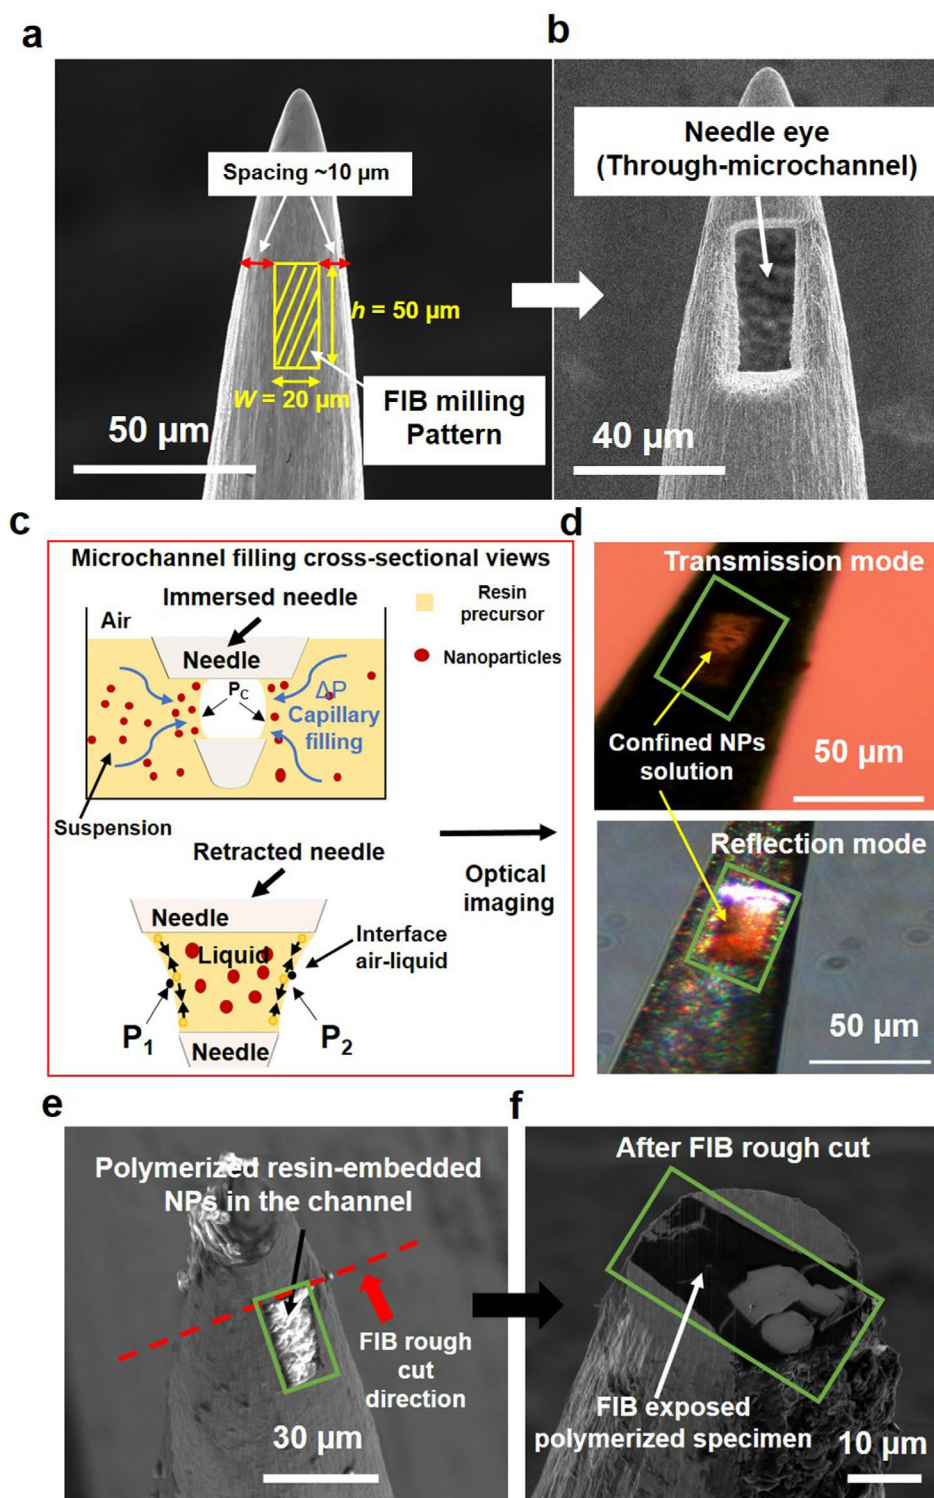 a
b
Spacing ~10 µm
Needle eye
(Through-microchannel)
h = 50 µm
W = 20 µm
FIB milling
Pattern
50 µm
40 µm
c
d
Microchannel filling cross-sectional views
Immersed needle
Resin
precursor
Air
Needle
Nanoparticles
PC
ΔP
Capillary
filling
Suspension
Retracted needle
Needle
Liquid
Interface
air-liquid
P1
P2
Needle
Optical
imaging
Transmission mode
Confined NPs
solution
50 µm
Reflection mode
50 µm
e
f
Polymerized resin-embedded
NPs in the channel
After FIB rough cut
FIB rough
cut
direction
30 µm
FIB exposed
polymerized specimen
10 µm